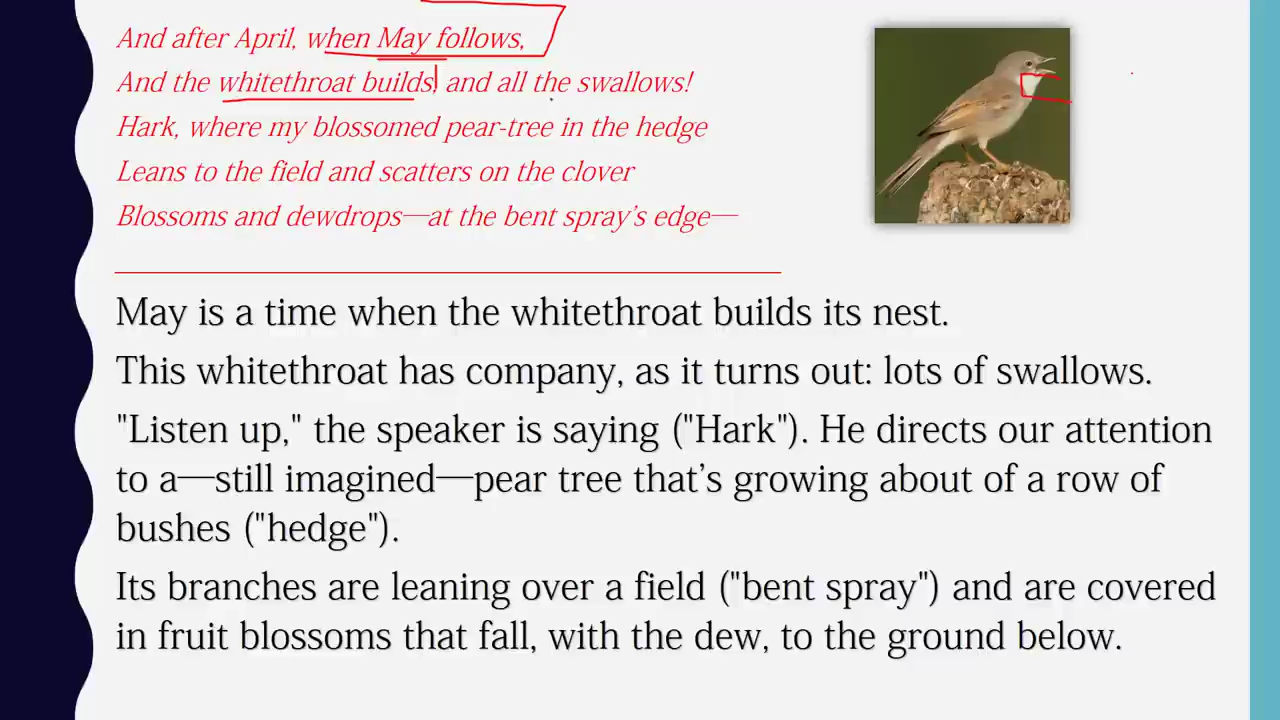 And after April, when May follows,
And the whitethroat builds, and all the swallows!
Hark, where my blossomed pear-tree in the hedge
Leans to the field and scatters on the clover
Blossoms and dewdrops—at the bent spray’s edge—
May is a time when the whitethroat builds its nest.
This whitethroat has company, as it turns out: lots of swallows.
"Listen up," the speaker is saying ("Hark"). He directs our attention
to a—still imagined—pear tree that’s growing about of a row of
bushes ("hedge").
Its branches are leaning over a field ("bent spray") and are covered
in fruit blossoms that fall, with the dew, to the ground below.